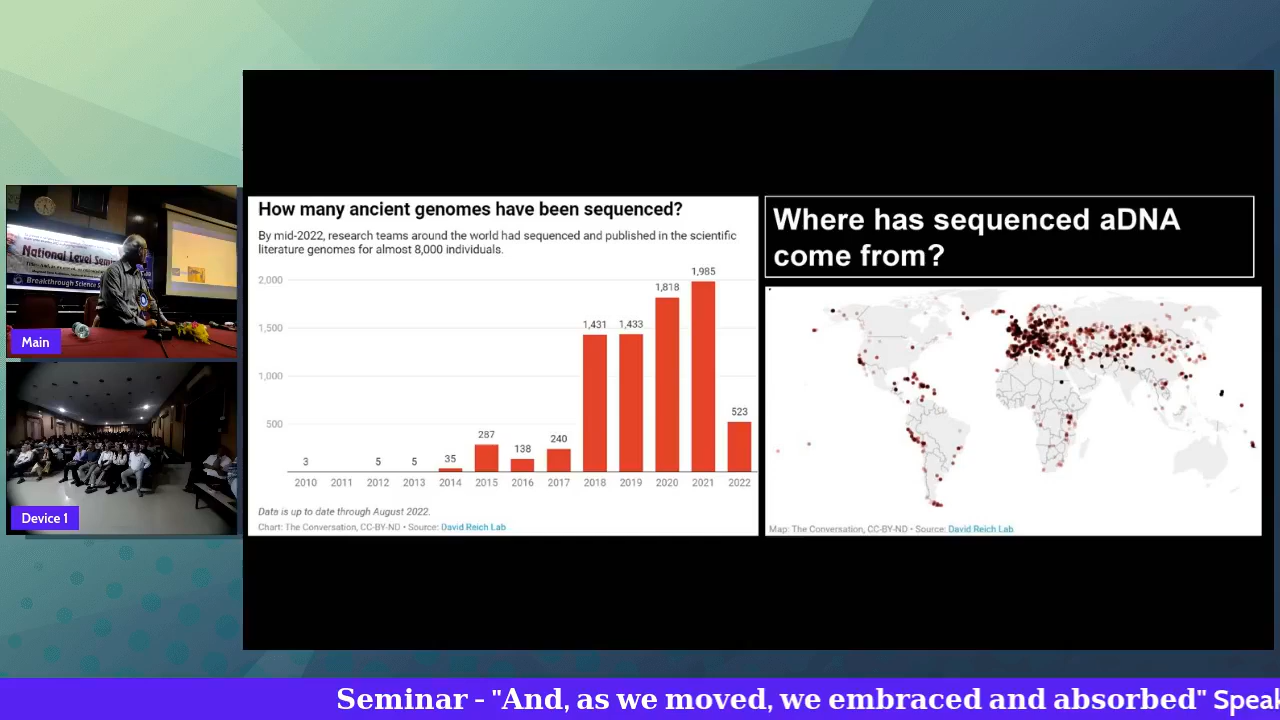 How many ancient genomes have been sequenced?
By mid-2022, research teams around the world had sequenced and published in the scientific
literature genomes for almost 8,000 individuals.
2,000
1,500
1,000
500
3
5
5
35
287
138
240
1,431
1,433
1,818
1,985
523
2010 2011 2012 2013 2014 2015 2016 2017 2018 2019 2020 2021 2022
Data is up to date through August 2022.
Chart: The Conversation, CC-BY-ND • Source: David Reich Lab
Where has sequenced aDNA
come from?
Map: The Conversation, CC-BY-ND • Source: David Reich Lab
National Level Semi
Breakthrough Science S
Main
Device 1
Seminar - "And, as we moved, we embraced and absorbed" Speak